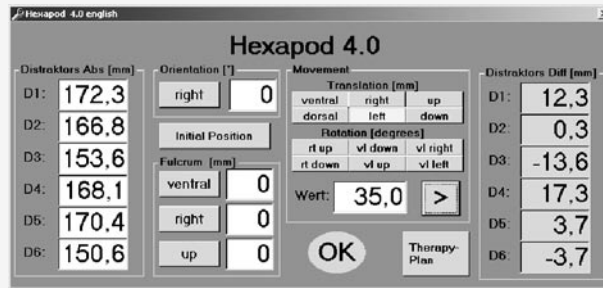 Hexapod 4.0 english
Hexapod 4.0
Distraktors Abs [mm]
D1: 172,3
D2: 166,8
D3: 153,6
D4: 168,1
D5: 170,4
D6: 150,6
Orientation [°]
right 0
Initial Position
Fulcrum [mm]
ventral 0
right 0
up 0
Movement
Translation [mm]
ventral right up
dorsal left down
Rotation [degrees]
rt up vl down vl right
rt down vl up vl left
Wert: 35,0 >
OK
Therapy-
Plan
Distraktors Diff [mm]
D1: 12,3
D2: 0,3
D3: -13,6
D4: 17,3
D5: 3,7
D6: -3,7